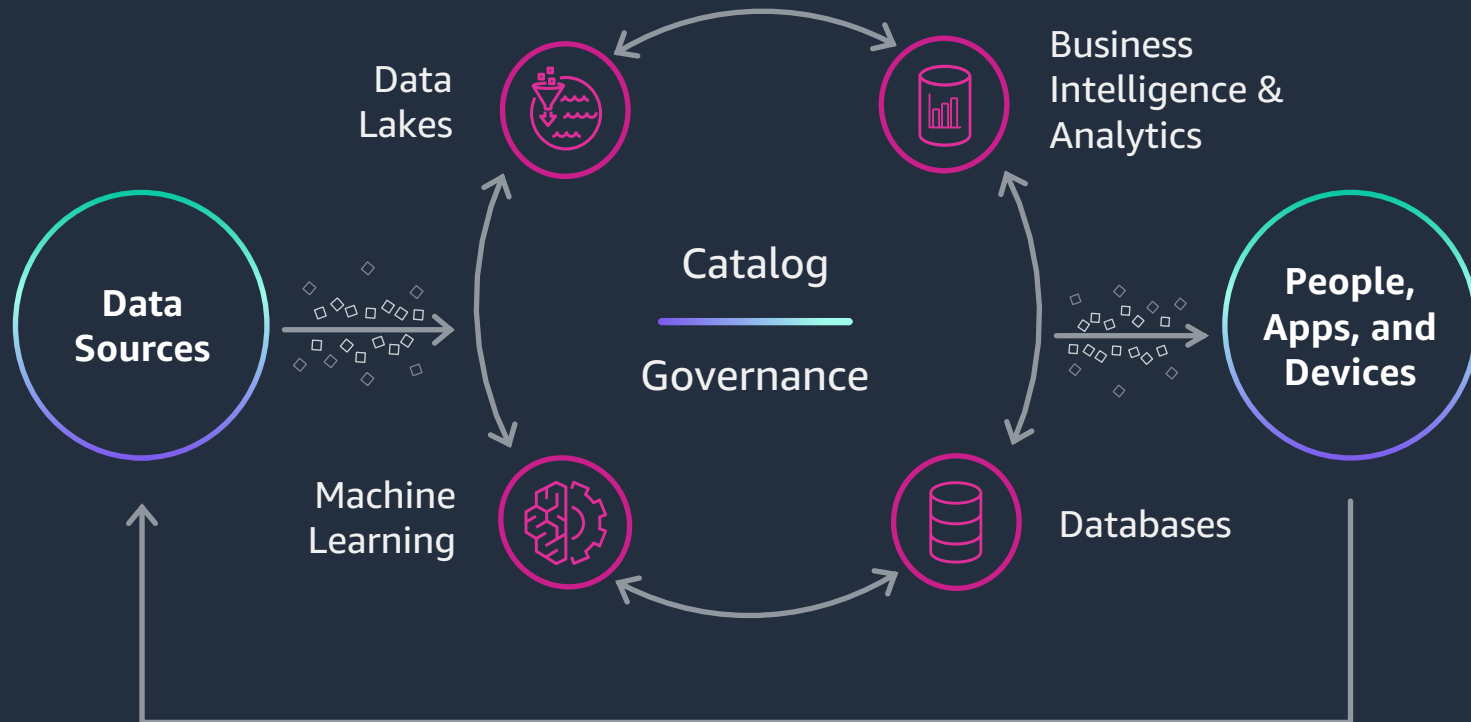 Data
Lakes
Business
Intelligence &
Analytics
Data
Sources
Catalog
Governance
People,
Apps, and
Devices
Machine
Learning
Databases